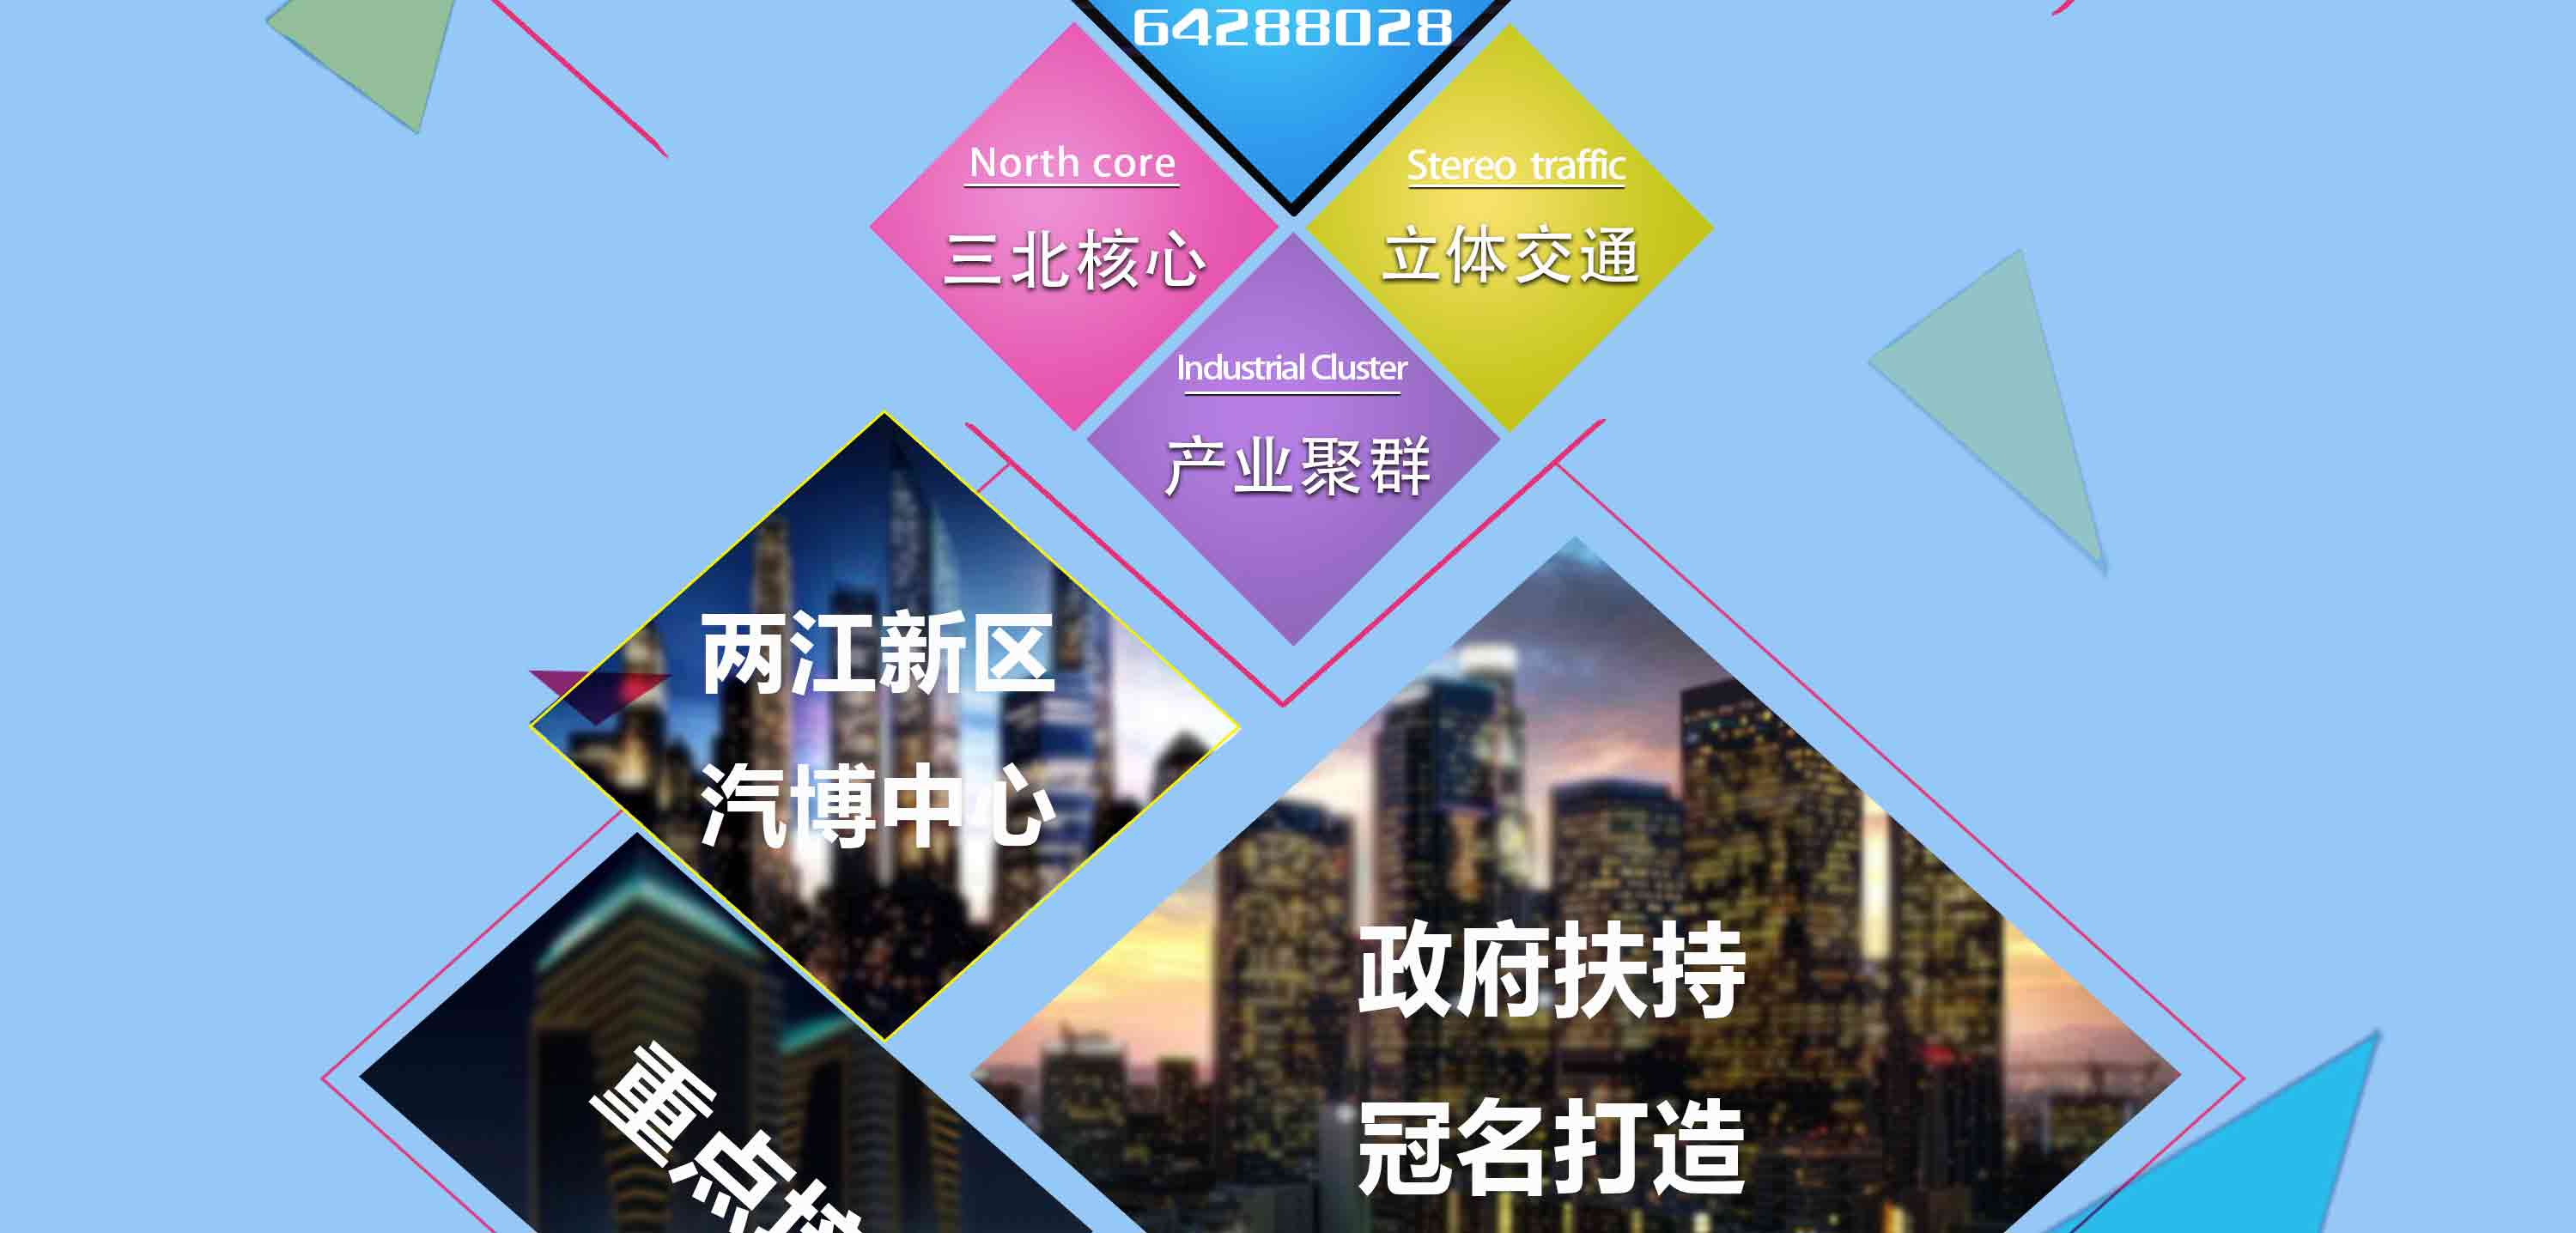 64288028
North core
三北核心
Stereo traffic
立体交通
Industrial Cluster
产业聚群
两江新区
汽博中心
政府扶持
冠名打造
重点